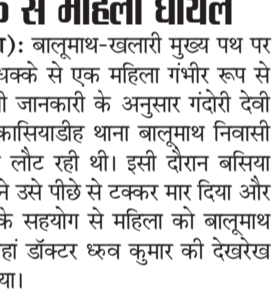 से महिला घायल
बालूमाथ-खलारी मुख्य पथ पर
धक्के से एक महिला गंभीर रूप से
जानकारी के अनुसार गंदोरी देवी
कासियाडीह थाना बालूमाथ निवासी
लौट रही थी। इसी दौरान बसिया
ने उसे पीछे से टक्कर मार दिया और
के सहयोग से महिला को बालूमाथ
डॉक्टर ध्रुव कुमार की देखरेख